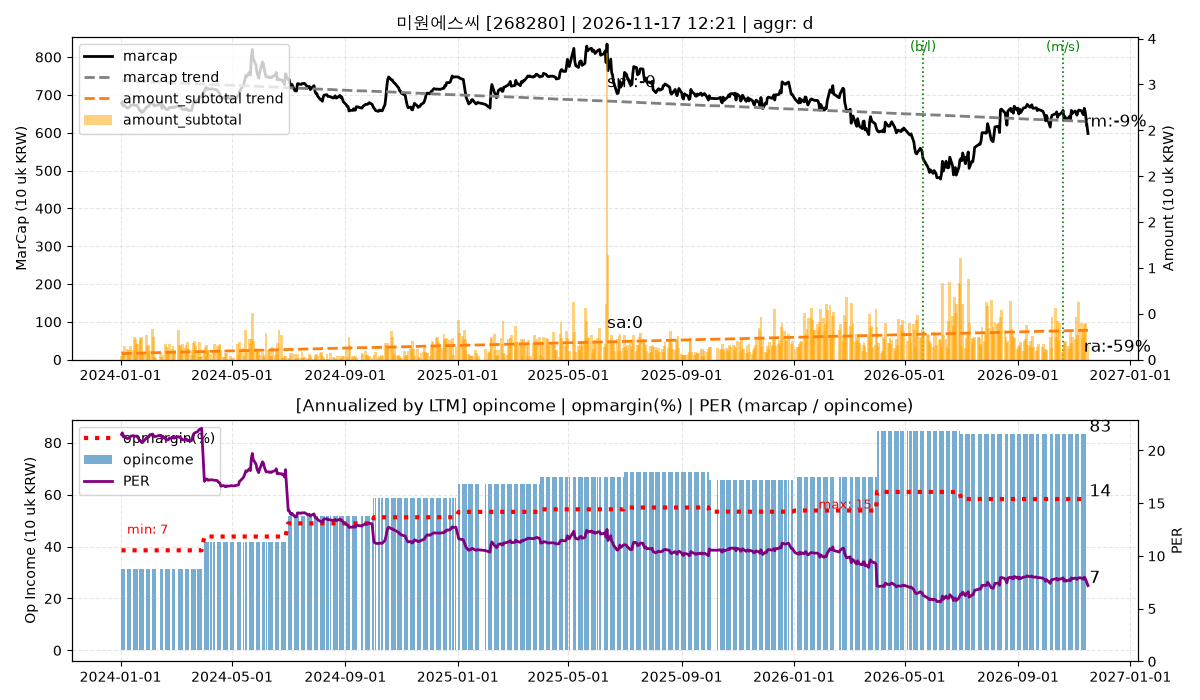 미원에스씨 [268280] | 2026-11-17 12:21 | aggr: d
marcap
marcap trend
amount_subtotal trend
amount_subtotal
(b/l)
(m/s)
rm:-9%
sa:0
ra:-59%
MarCap (10 uk KRW)
800
700
600
500
400
300
200
100
0
Amount (10 uk KRW)
4
3
3
2
2
2
1
0
0
2024-01-01
2024-05-01
2024-09-01
2025-01-01
2025-05-01
2025-09-01
2026-01-01
2026-05-01
2026-09-01
2027-01-01
[Annualized by LTM] opincome | opmargin(%) | PER (marcap / opincome)
opmargin(%)
opincome
PER
min: 7
max: 15
83
14
7
Op Income (10 uk KRW)
80
60
40
20
0
PER
20
15
10
5
0
2024-01-01
2024-05-01
2024-09-01
2025-01-01
2025-05-01
2025-09-01
2026-01-01
2026-05-01
2026-09-01
2027-01-01